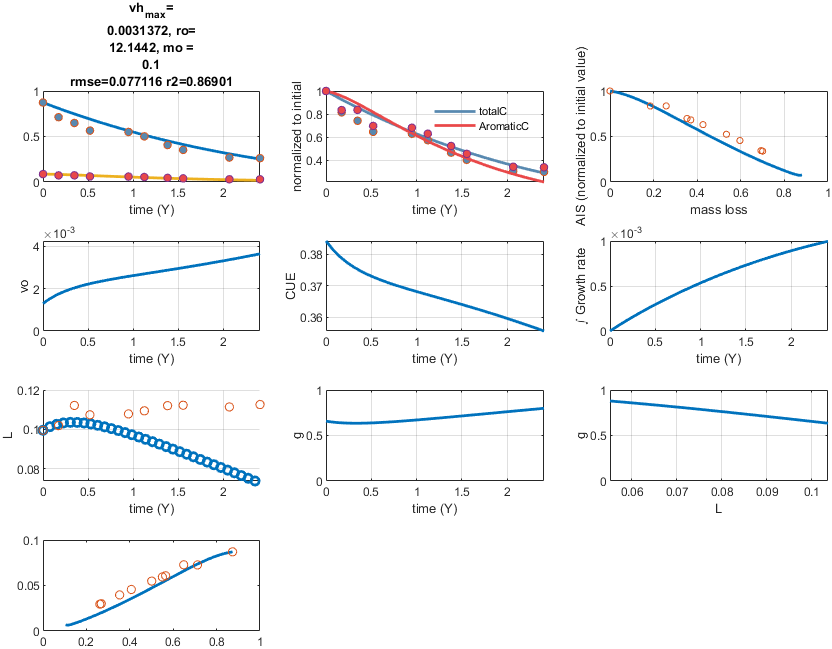 vh_max=
0.0031372, ro=
12.1442, mo =
0.1
rmse=0.077116 r2=0.86901
1
0.5
0
0 0.5 1 1.5 2
time (Y)
normalized to initial
1
0.8
0.6
0.4
0 0.5 1 1.5 2
time (Y)
totalC
AromaticC
AIS (normalized to initial value)
1
0.5
0
0 0.2 0.4 0.6 0.8 1
mass loss
×10^-3
vo
4
2
0
0 0.5 1 1.5 2
time (Y)
CUE
0.38
0.37
0.36
0 0.5 1 1.5 2
time (Y)
×10^-3
∫ Growth rate
1
0.5
0
0 0.5 1 1.5 2
time (Y)
L
0.12
0.1
0.08
0 0.5 1 1.5 2
time (Y)
g
1
0.5
0
0 0.5 1 1.5 2
time (Y)
g
1
0.5
0
0.06 0.07 0.08 0.09 0.1
L
0.1
0.05
0
0 0.2 0.4 0.6 0.8 1